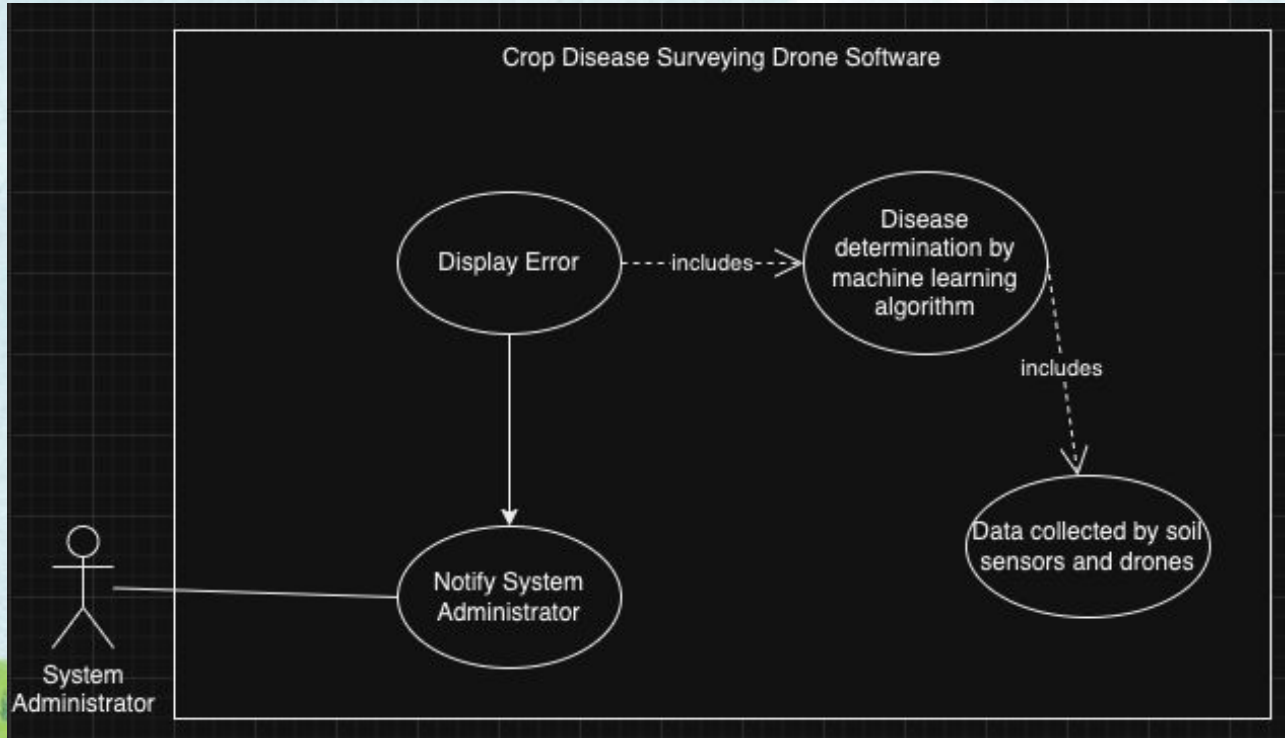 Crop Disease Surveying Drone Software
Display Error
includes
Disease
determination by
machine learning
algorithm
includes
Data collected by soil
sensors and drones
Notify System
Administrator
System
Administrator